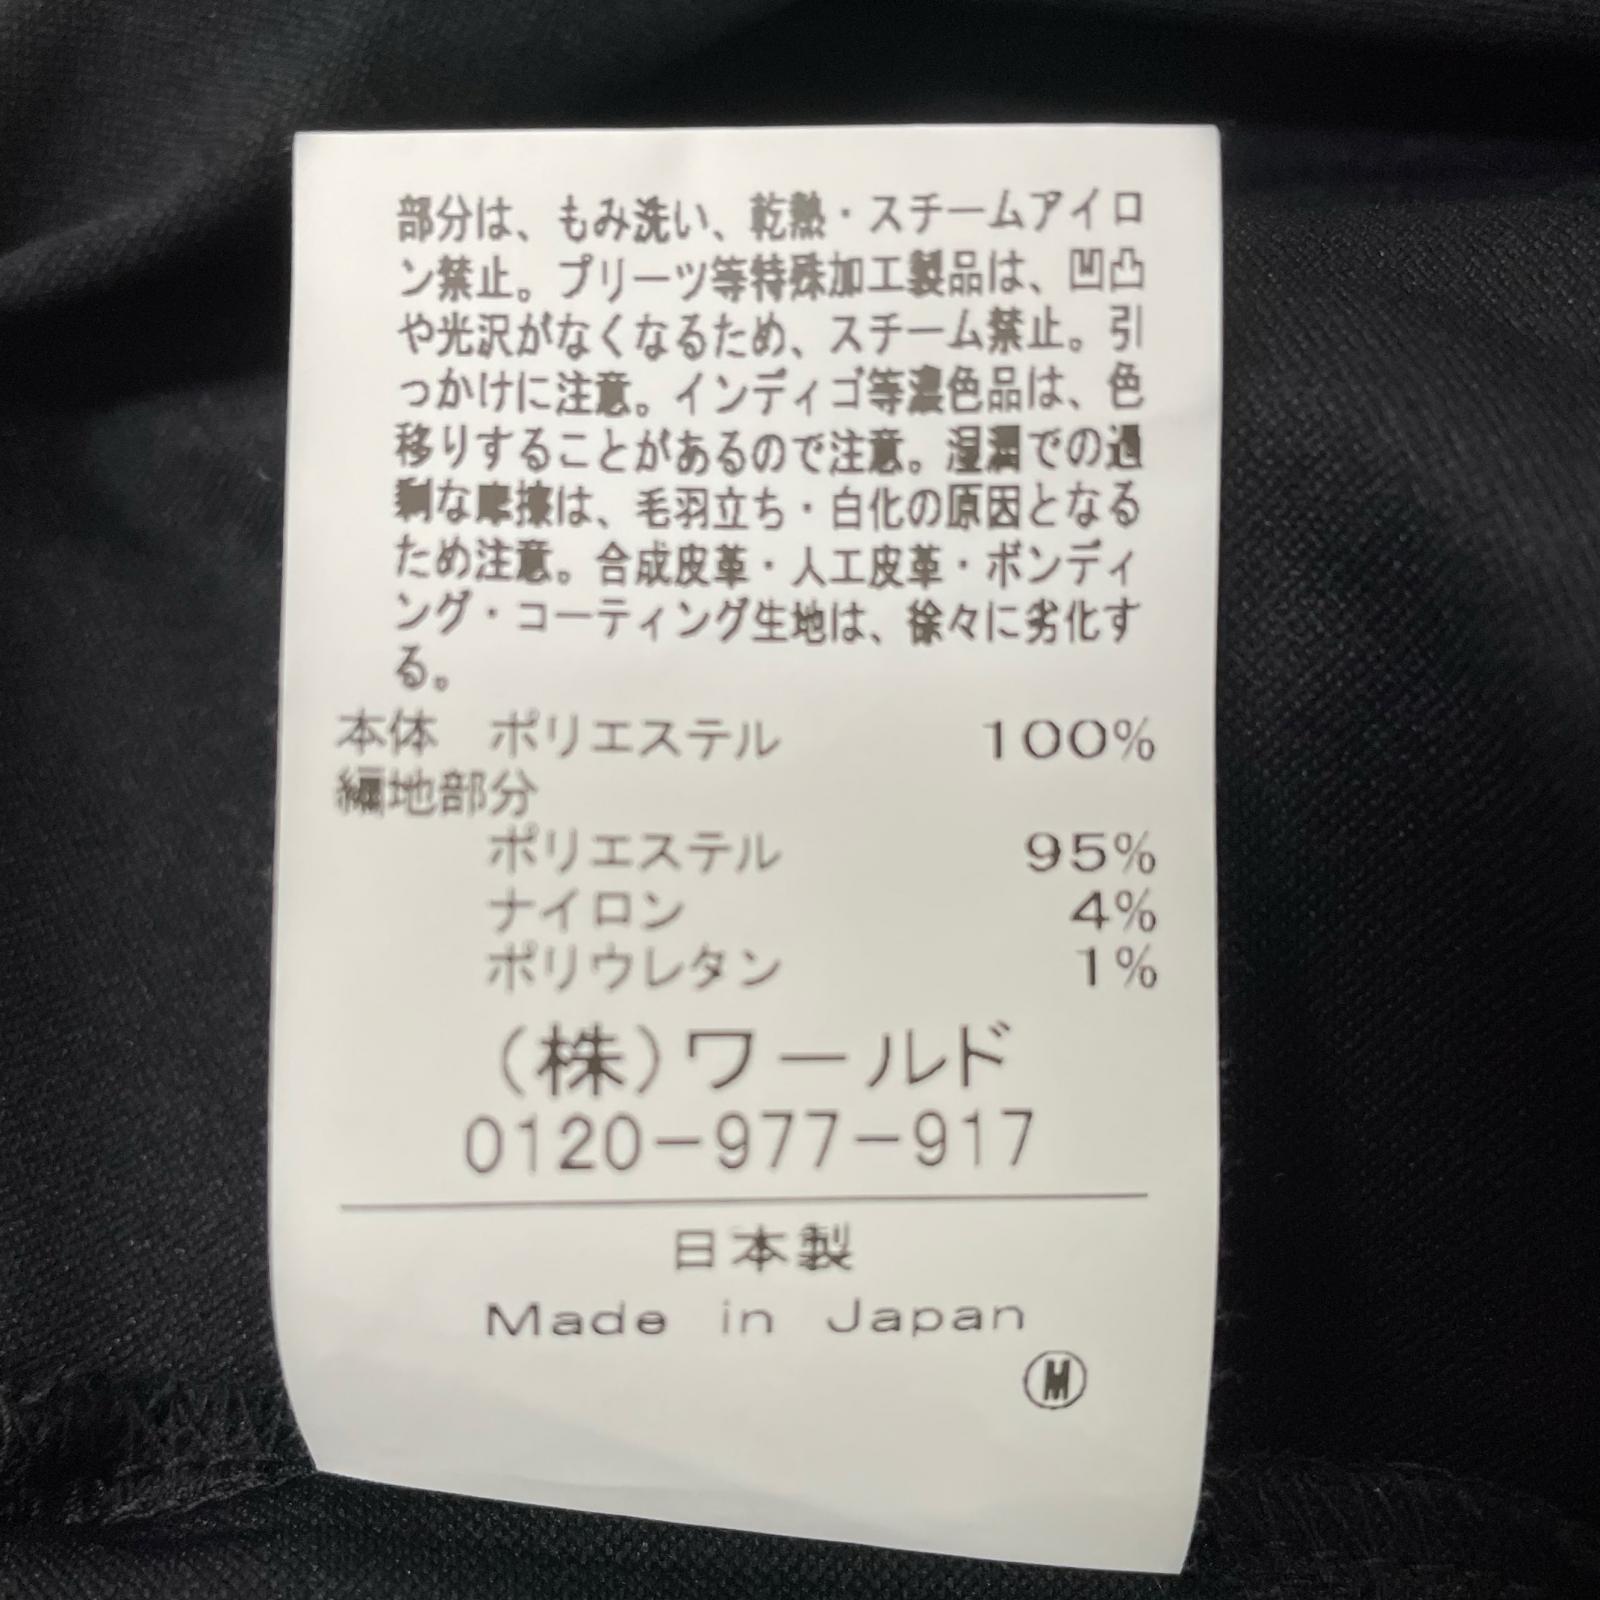 部分は、もみ洗い、乾熱・スチームアイロ
ン禁止。プリーツ等特殊加工製品は、凹凸
や光沢がなくなるため、スチーム禁止。引
っかけに注意。インディゴ等濃色品は、色
移りすることがあるので注意。湿潤での過
剰な摩擦は、毛羽立ち・白化の原因となる
ため注意。合成皮革・人工皮革・ボンディ
ング・コーティング生地は、徐々に劣化す
る。
本体 ポリエステル 100%
編地部分
ポリエステル 95%
ナイロン 4%
ポリウレタン 1%
(株)ワールド
0120-977-917
日本製
Made in Japan
M